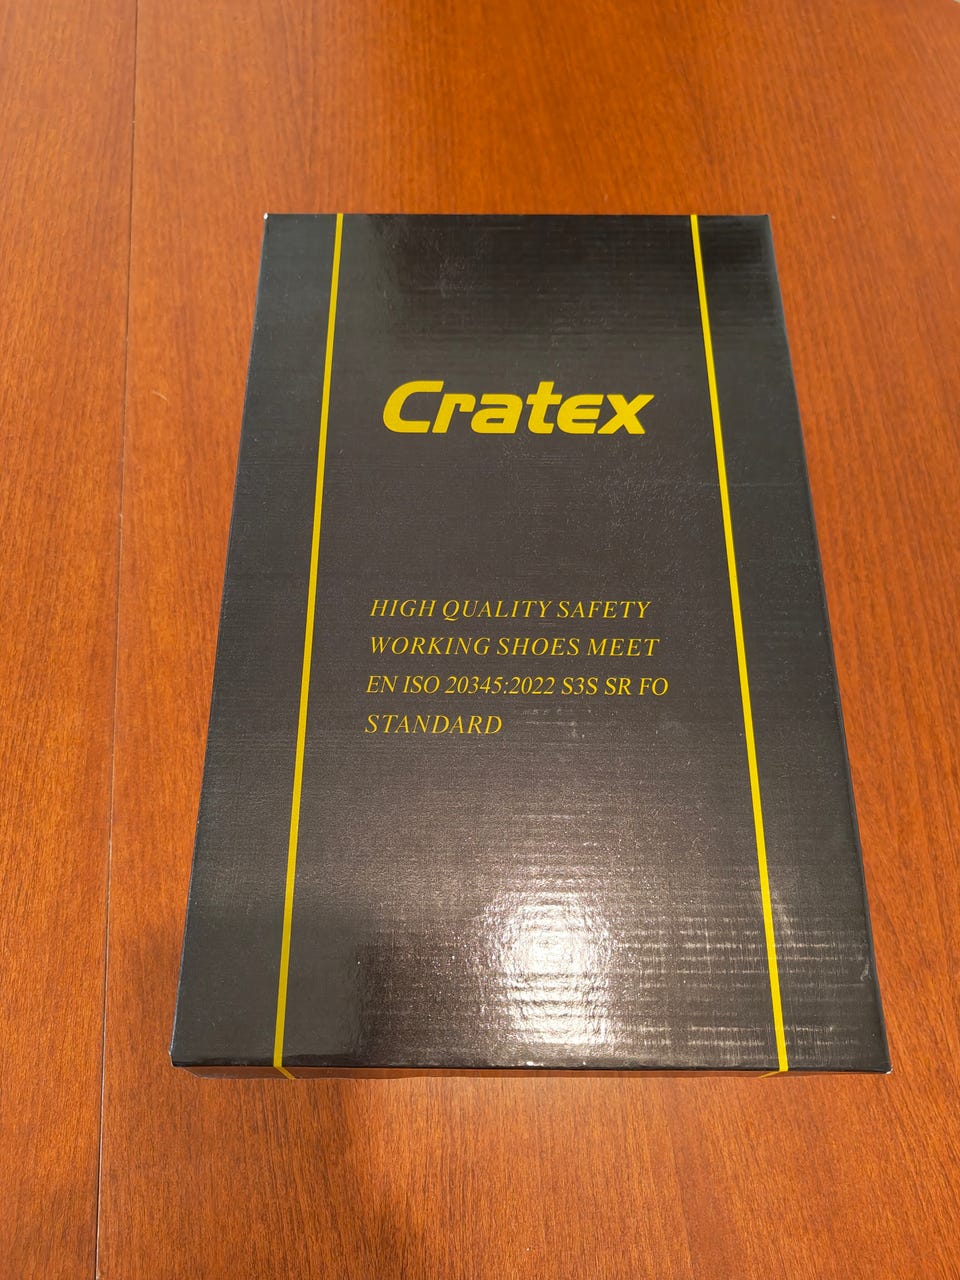 Cratex
HIGH QUALITY SAFETY
WORKING SHOES MEET
EN ISO 20345:2022 S3S SR FO
STANDARD